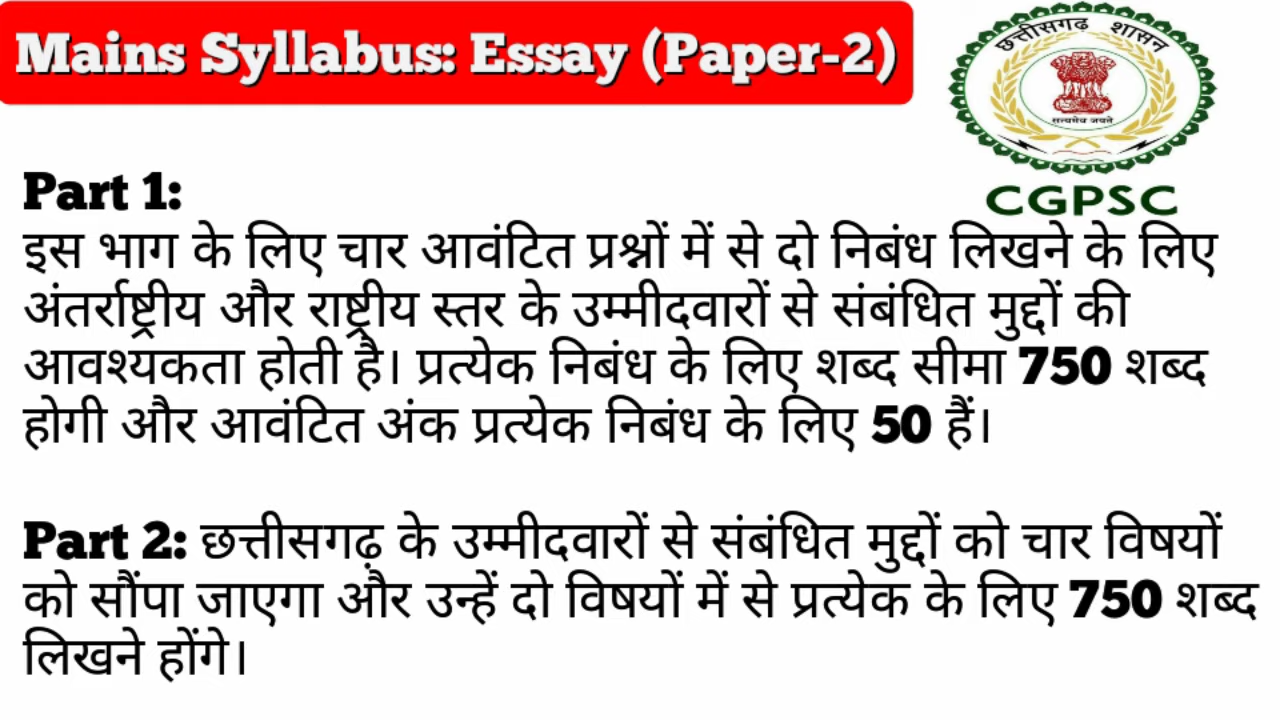 Mains Syllabus: Essay (Paper-2)
छत्तीसगढ़ शासन
सत्यमेव जयते
CGPSC
Part 1:
इस भाग के लिए चार आवंटित प्रश्नों में से दो निबंध लिखने के लिए
अंतर्राष्ट्रीय और राष्ट्रीय स्तर के उम्मीदवारों से संबंधित मुद्दों की
आवश्यकता होती है। प्रत्येक निबंध के लिए शब्द सीमा 750 शब्द
होगी और आवंटित अंक प्रत्येक निबंध के लिए 50 हैं।
Part 2: छत्तीसगढ़ के उम्मीदवारों से संबंधित मुद्दों को चार विषयों
को सौंपा जाएगा और उन्हें दो विषयों में से प्रत्येक के लिए 750 शब्द
लिखने होंगे।